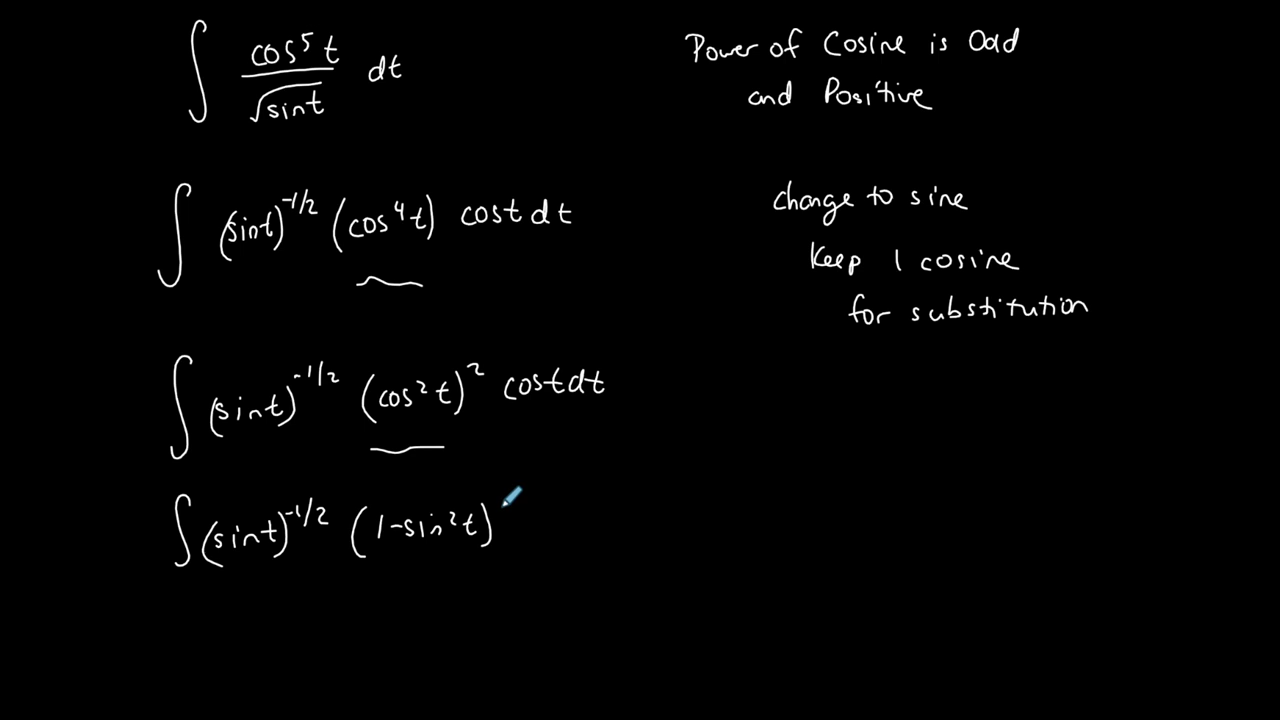 ∫ cos⁵t / √sint dt
Power of Cosine is Odd
and Positive
∫ (sint)^-1/2 (cos⁴t) cost dt
change to sine
Keep 1 cosine
for substitution
∫ (sint)^-1/2 (cos²t)² cost dt
∫ (sint)^-1/2 (1-sin²t)